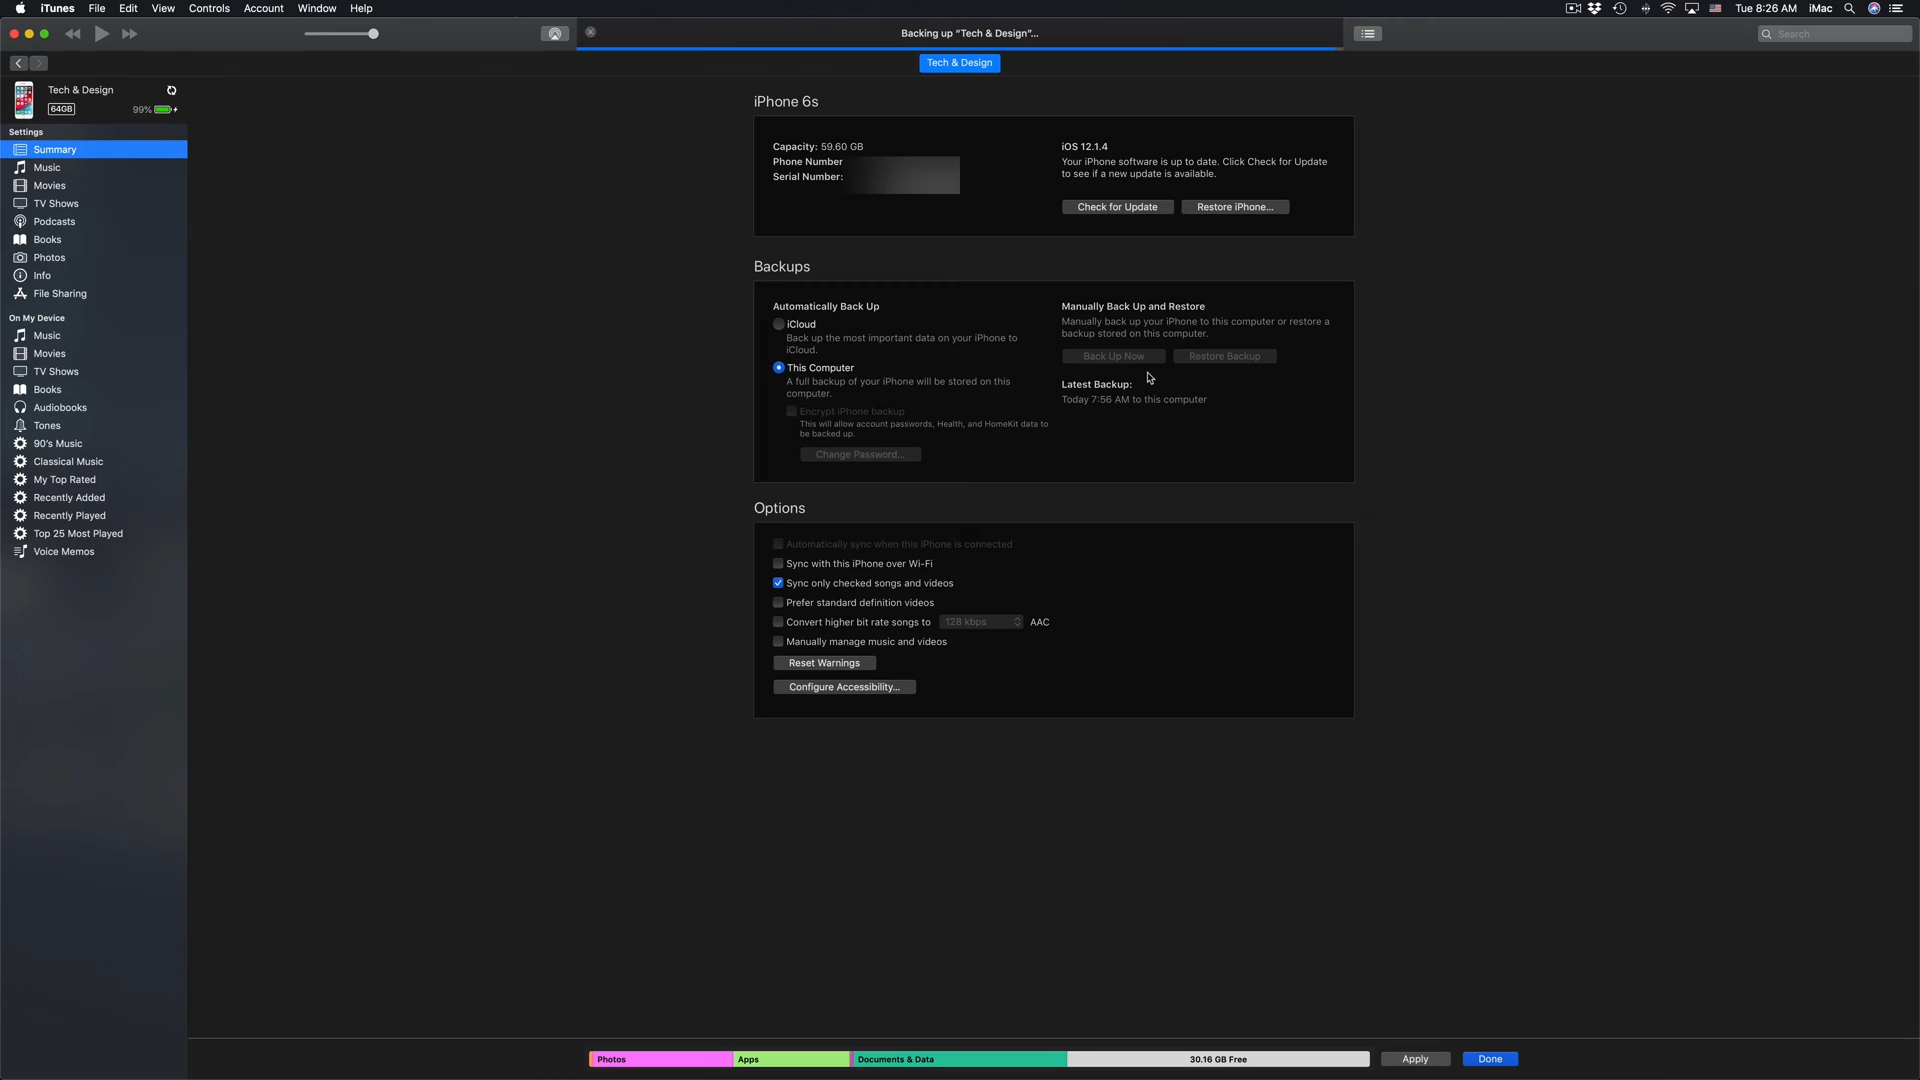 iTunes File Edit View Controls Account Window Help
Tue 8:26 AM iMac
Backing up “Tech & Design”...
Search
Tech & Design
Tech & Design
64GB
99%
Settings
Summary
Music
Movies
TV Shows
Podcasts
Books
Photos
Info
File Sharing
On My Device
Music
Movies
TV Shows
Books
Audiobooks
Tones
90’s Music
Classical Music
My Top Rated
Recently Added
Recently Played
Top 25 Most Played
Voice Memos
iPhone 6s
Capacity: 59.60 GB
Phone Number
Serial Number:
iOS 12.1.4
Your iPhone software is up to date. Click Check for Update
to see if a new update is available.
Check for Update
Restore iPhone...
Backups
Automatically Back Up
iCloud
Back up the most important data on your iPhone to
iCloud.
This Computer
A full backup of your iPhone will be stored on this
computer.
Encrypt iPhone backup
This will allow account passwords, Health, and HomeKit data to
be backed up.
Change Password...
Manually Back Up and Restore
Manually back up your iPhone to this computer or restore a
backup stored on this computer.
Back Up Now
Restore Backup
Latest Backup:
Today 7:56 AM to this computer
Options
Automatically sync when this iPhone is connected
Sync with this iPhone over Wi-Fi
Sync only checked songs and videos
Prefer standard definition videos
Convert higher bit rate songs to 128 kbps AAC
Manually manage music and videos
Reset Warnings
Configure Accessibility...
Photos
Apps
Documents & Data
30.16 GB Free
Apply
Done